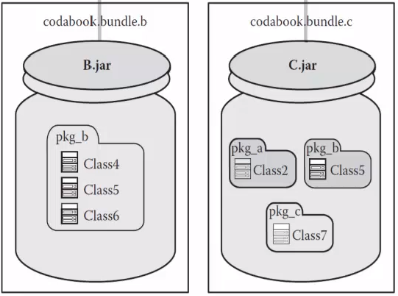 codabook.bundle.b
B.jar
pkg_b
Class4
Class5
Class6
codabook.bundle.c
C.jar
pkg_a
Class2
pkg_b
Class5
pkg_c
Class7